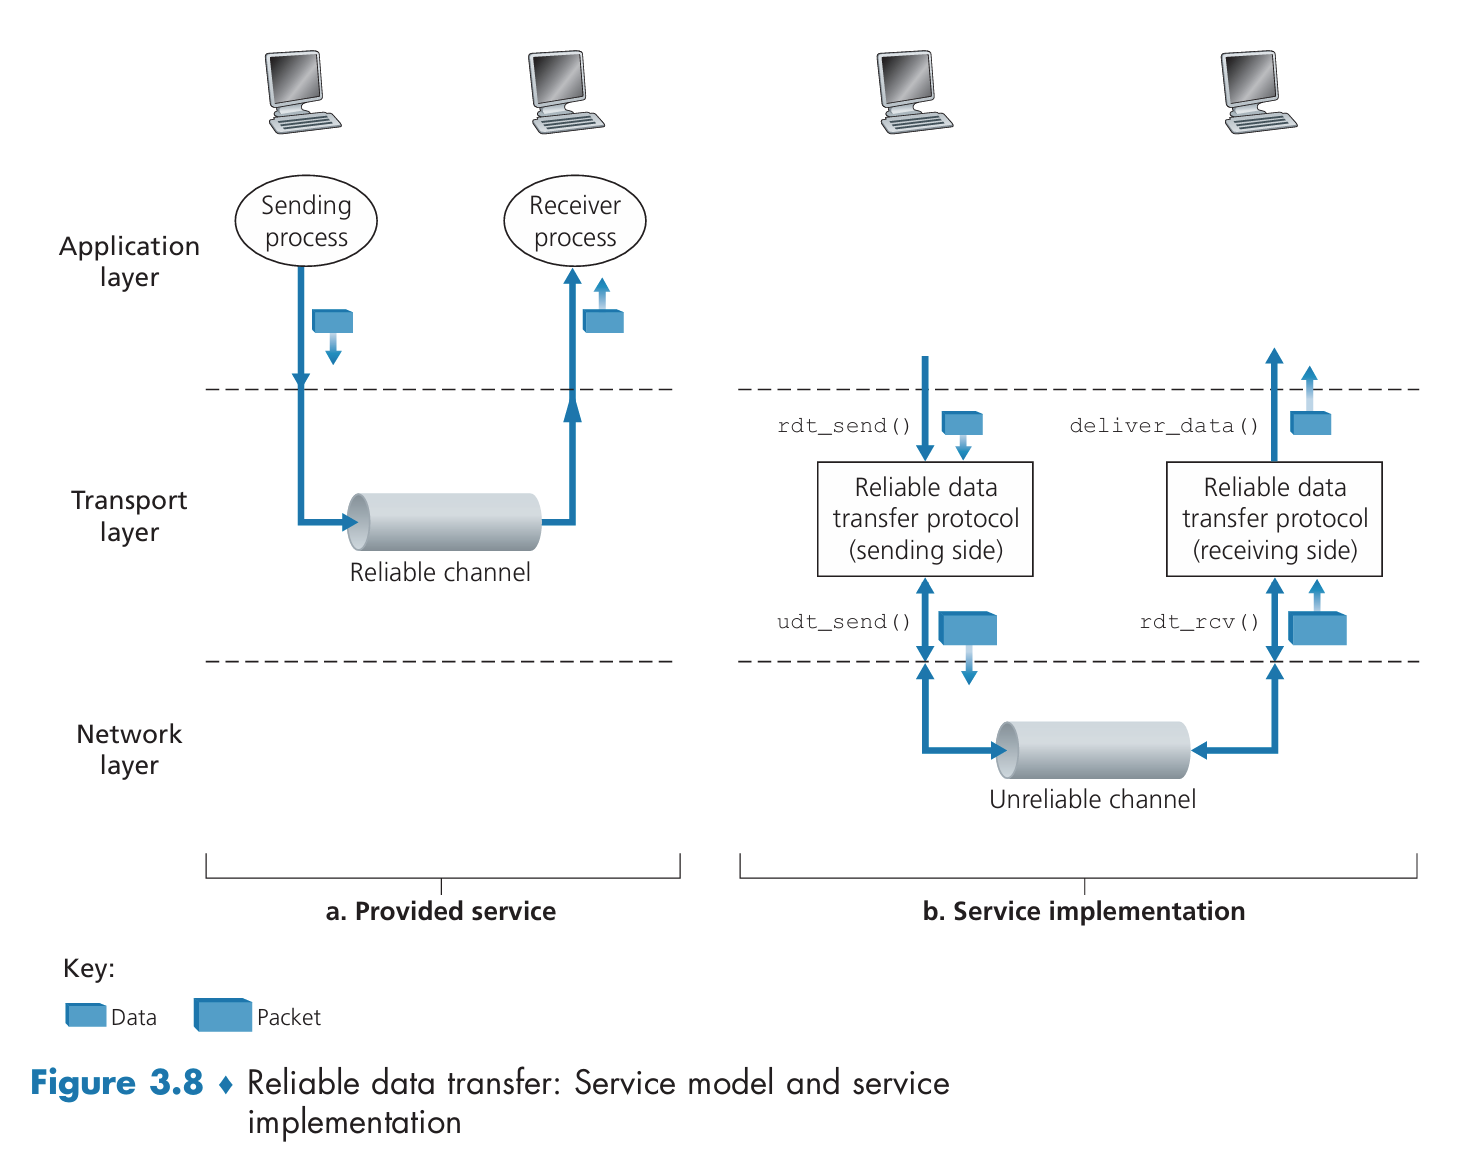 Sending
process
Receiver
process
Application
layer
rdt_send()
deliver_data()
Transport
layer
Reliable channel
Reliable data
transfer protocol
(sending side)
Reliable data
transfer protocol
(receiving side)
udt_send()
rdt_rcv()
Network
layer
Unreliable channel
a. Provided service
b. Service implementation
Key:
Data
Packet
Figure 3.8 ♦ Reliable data transfer: Service model and service
implementation